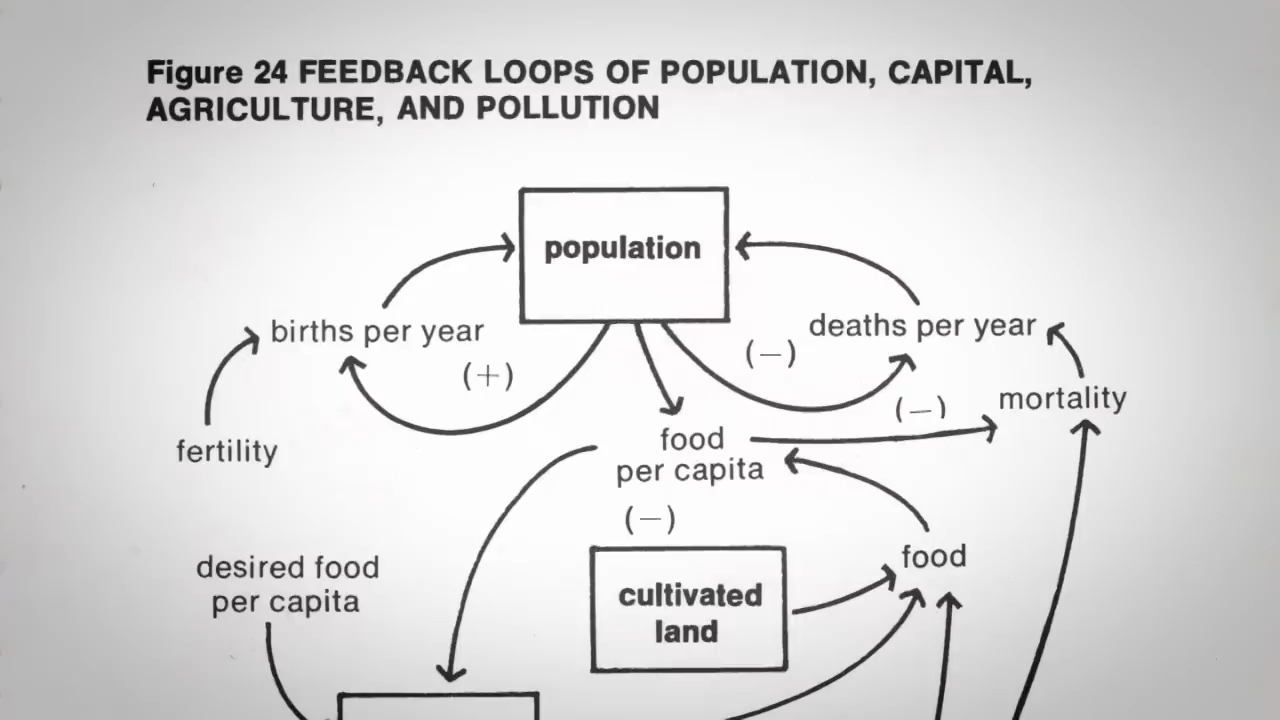 Figure 24 FEEDBACK LOOPS OF POPULATION, CAPITAL,
AGRICULTURE, AND POLLUTION
population
births per year
deaths per year
(—)
(+)
mortality
(—)
fertility
food
per capita
(—)
food
desired food
per capita
cultivated
land